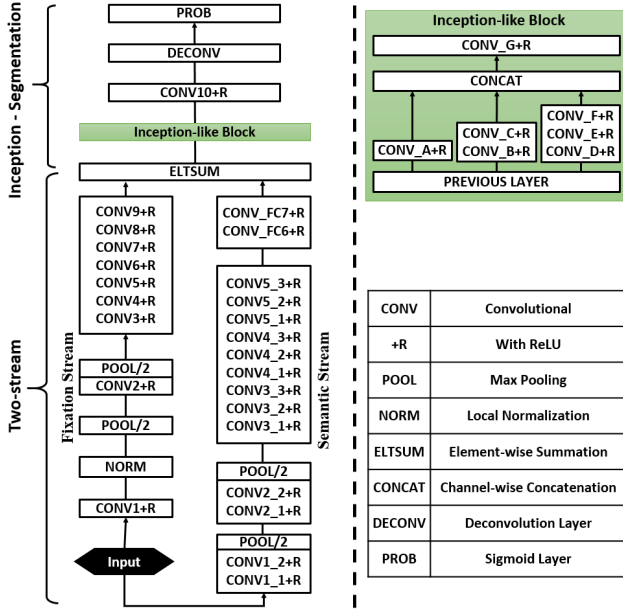 PROB
DECONV
CONV10+R
Inception-like Block
ELTSUM
Inception - Segmentation
Two-stream
CONV9+R
CONV8+R
CONV7+R
CONV6+R
CONV5+R
CONV4+R
CONV3+R
POOL/2
CONV2+R
POOL/2
NORM
CONV1+R
Fixation Stream
Input
CONV_FC7+R
CONV_FC6+R
CONV5_3+R
CONV5_2+R
CONV5_1+R
CONV4_3+R
CONV4_2+R
CONV4_1+R
CONV3_3+R
CONV3_2+R
CONV3_1+R
POOL/2
CONV2_2+R
CONV2_1+R
POOL/2
CONV1_2+R
CONV1_1+R
Semantic Stream
Inception-like Block
CONV_G+R
CONCAT
CONV_A+R
CONV_C+R
CONV_B+R
CONV_F+R
CONV_E+R
CONV_D+R
PREVIOUS LAYER
CONV Convolutional
+R With ReLU
POOL Max Pooling
NORM Local Normalization
ELTSUM Element-wise Summation
CONCAT Channel-wise Concatenation
DECONV Deconvolution Layer
PROB Sigmoid Layer